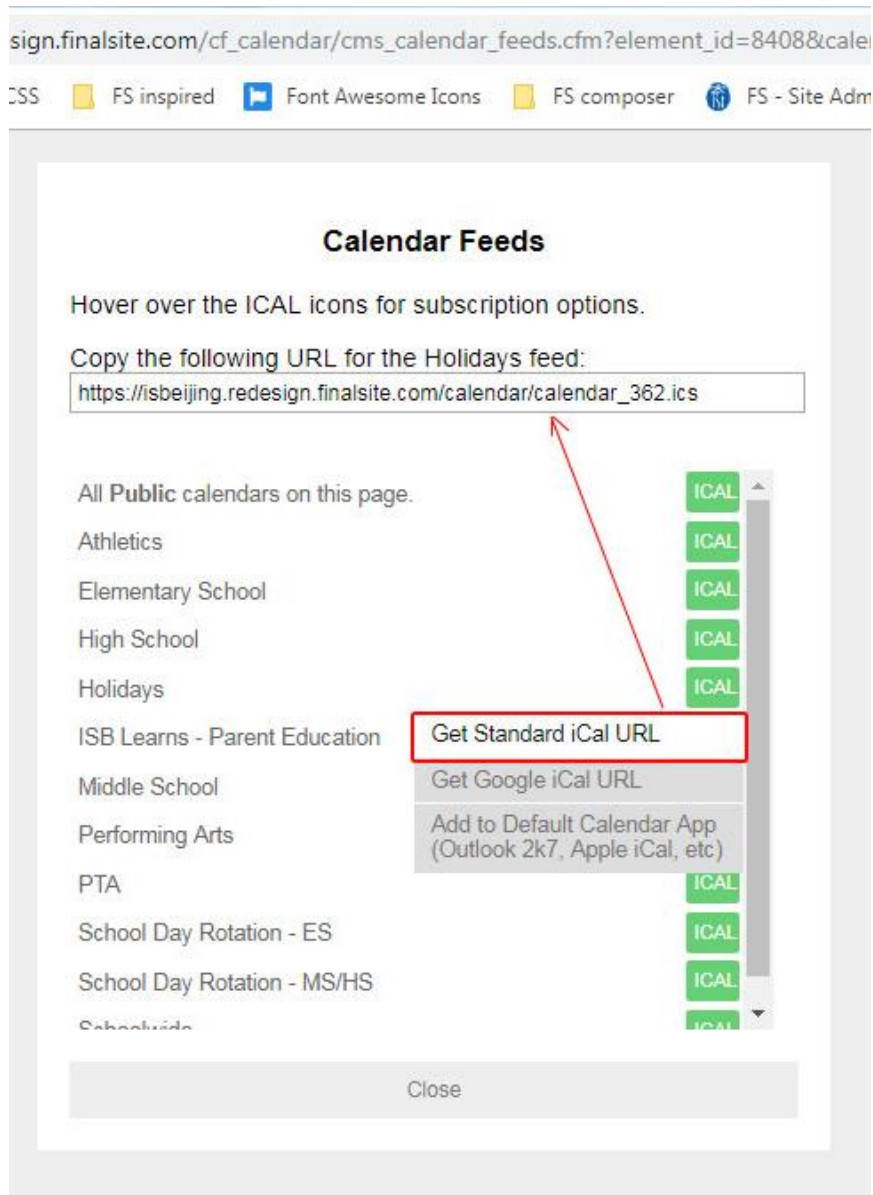 sign.finalsite.com/cf_calendar/cms_calendar_feeds.cfm?element_id=8408&cale
CSS FS inspired Font Awesome Icons FS composer FS - Site Adm
Calendar Feeds
Hover over the ICAL icons for subscription options.
Copy the following URL for the Holidays feed:
https://isbeijing.redesign.finalsite.com/calendar/calendar_362.ics
All Public calendars on this page. ICAL
Athletics ICAL
Elementary School ICAL
High School ICAL
Holidays ICAL
ISB Learns - Parent Education Get Standard iCal URL
Middle School Get Google iCal URL
Performing Arts Add to Default Calendar App
(Outlook 2k7, Apple iCal, etc)
PTA ICAL
School Day Rotation - ES ICAL
School Day Rotation - MS/HS ICAL
Schoolwide ICAL
Close